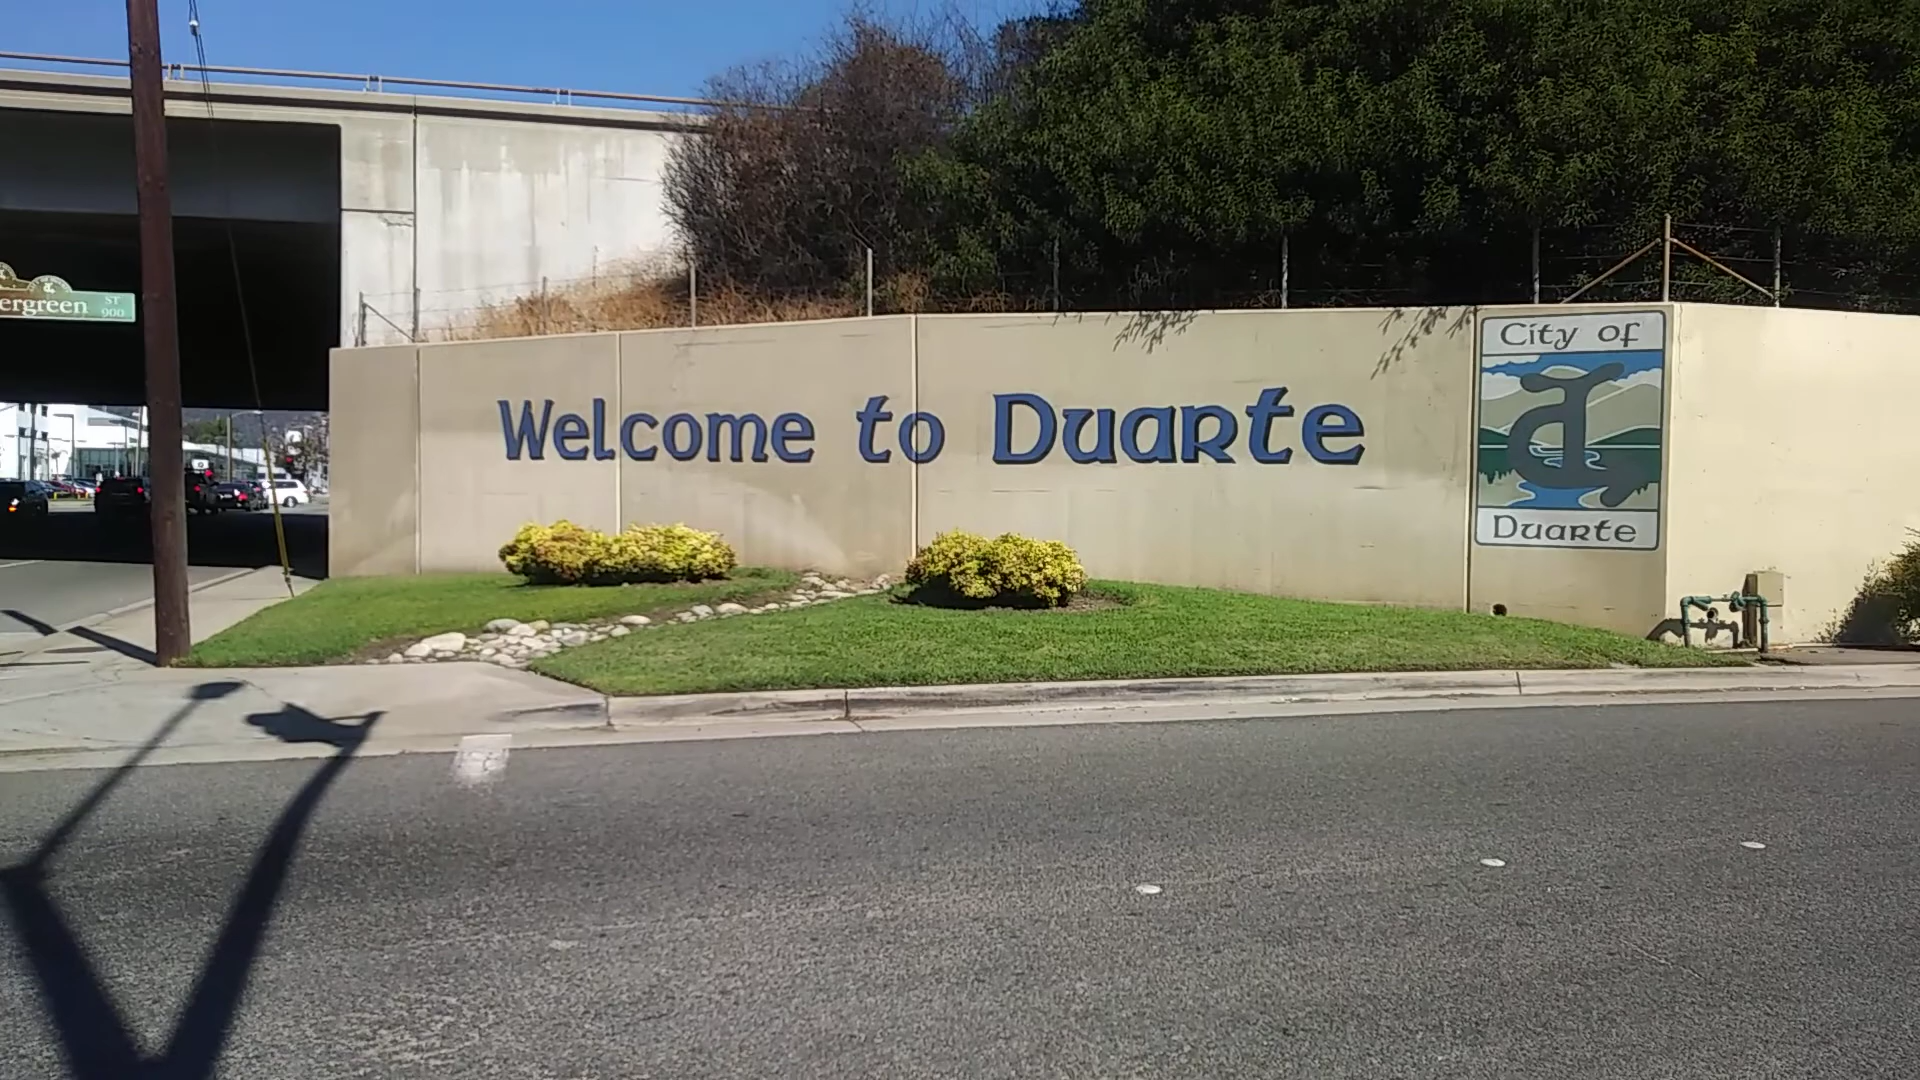 ergreen ST
900
Welcome to Duarte
City of
d
Duarte